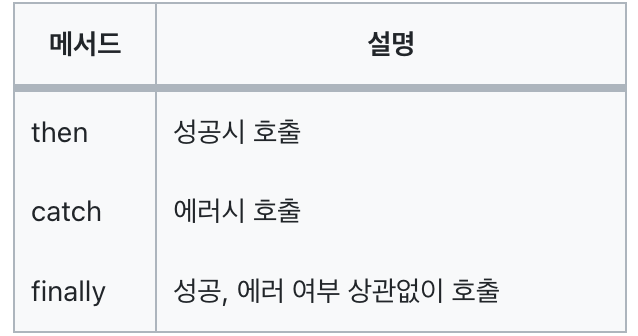 메서드 설명
then 성공시 호출
catch 에러시 호출
finally 성공, 에러 여부 상관없이 호출